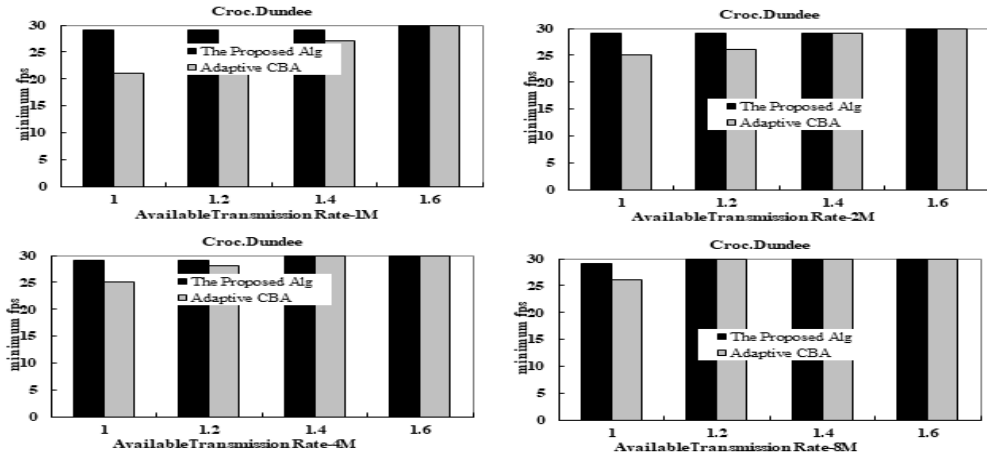 Croc.Dundee
30
25
20
15
10
5
0
minimum fps
The Proposed Alg
Adaptive CBA
1 1.2 1.4 1.6
AvailableTransmission Rate-1M
Croc.Dundee
30
25
20
15
10
5
0
minimum fps
The Proposed Alg
Adaptive CBA
1 1.2 1.4 1.6
AvailableTransmission Rate-2M
Croc.Dundee
30
25
20
15
10
5
0
minimum fps
The Proposed Alg
Adaptive CBA
1 1.2 1.4 1.6
AvailableTransmission Rate-4M
Croc.Dundee
30
25
20
15
10
5
0
minimum fps
The Proposed Alg
Adaptive CBA
1 1.2 1.4 1.6
AvailableTransmission Rate-8M